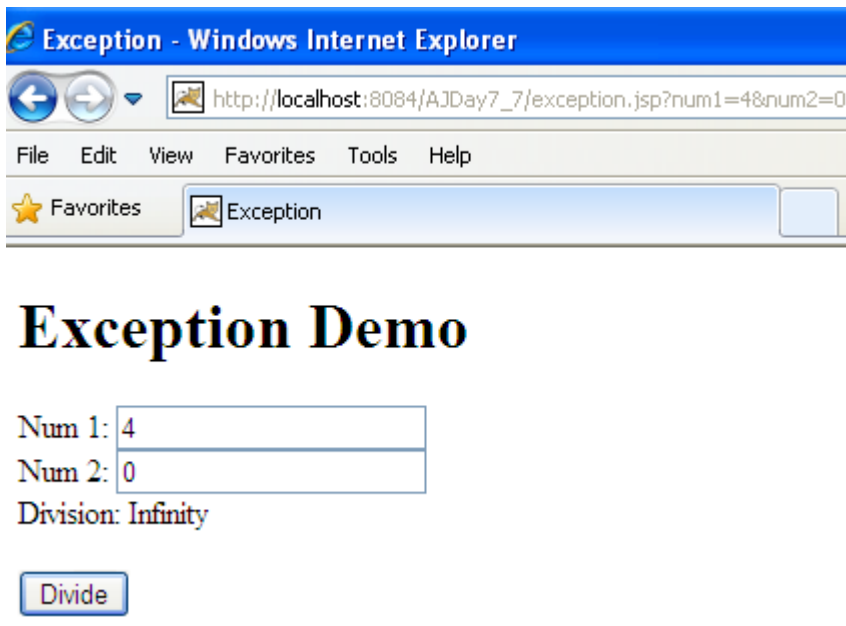 Exception - Windows Internet Explorer
http://localhost:8084/AJDay7_7/exception.jsp?num1=4&num2=0
File Edit View Favorites Tools Help
Favorites Exception
Exception Demo
Num 1: 4
Num 2: 0
Division: Infinity
Divide